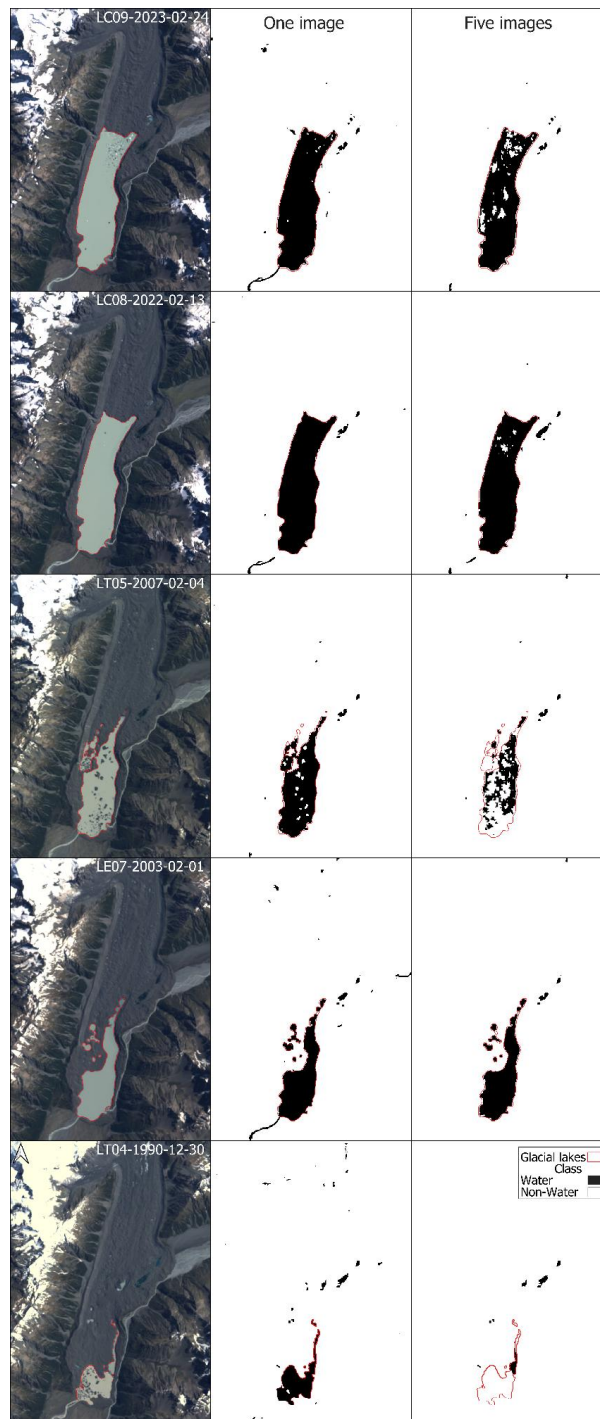 LC09-2023-02-24
One image
Five images
LC08-2022-02-13
LT05-2007-02-04
LE07-2003-02-01
LT04-1990-12-30
Glacial lakes
Class
Water
Non-Water